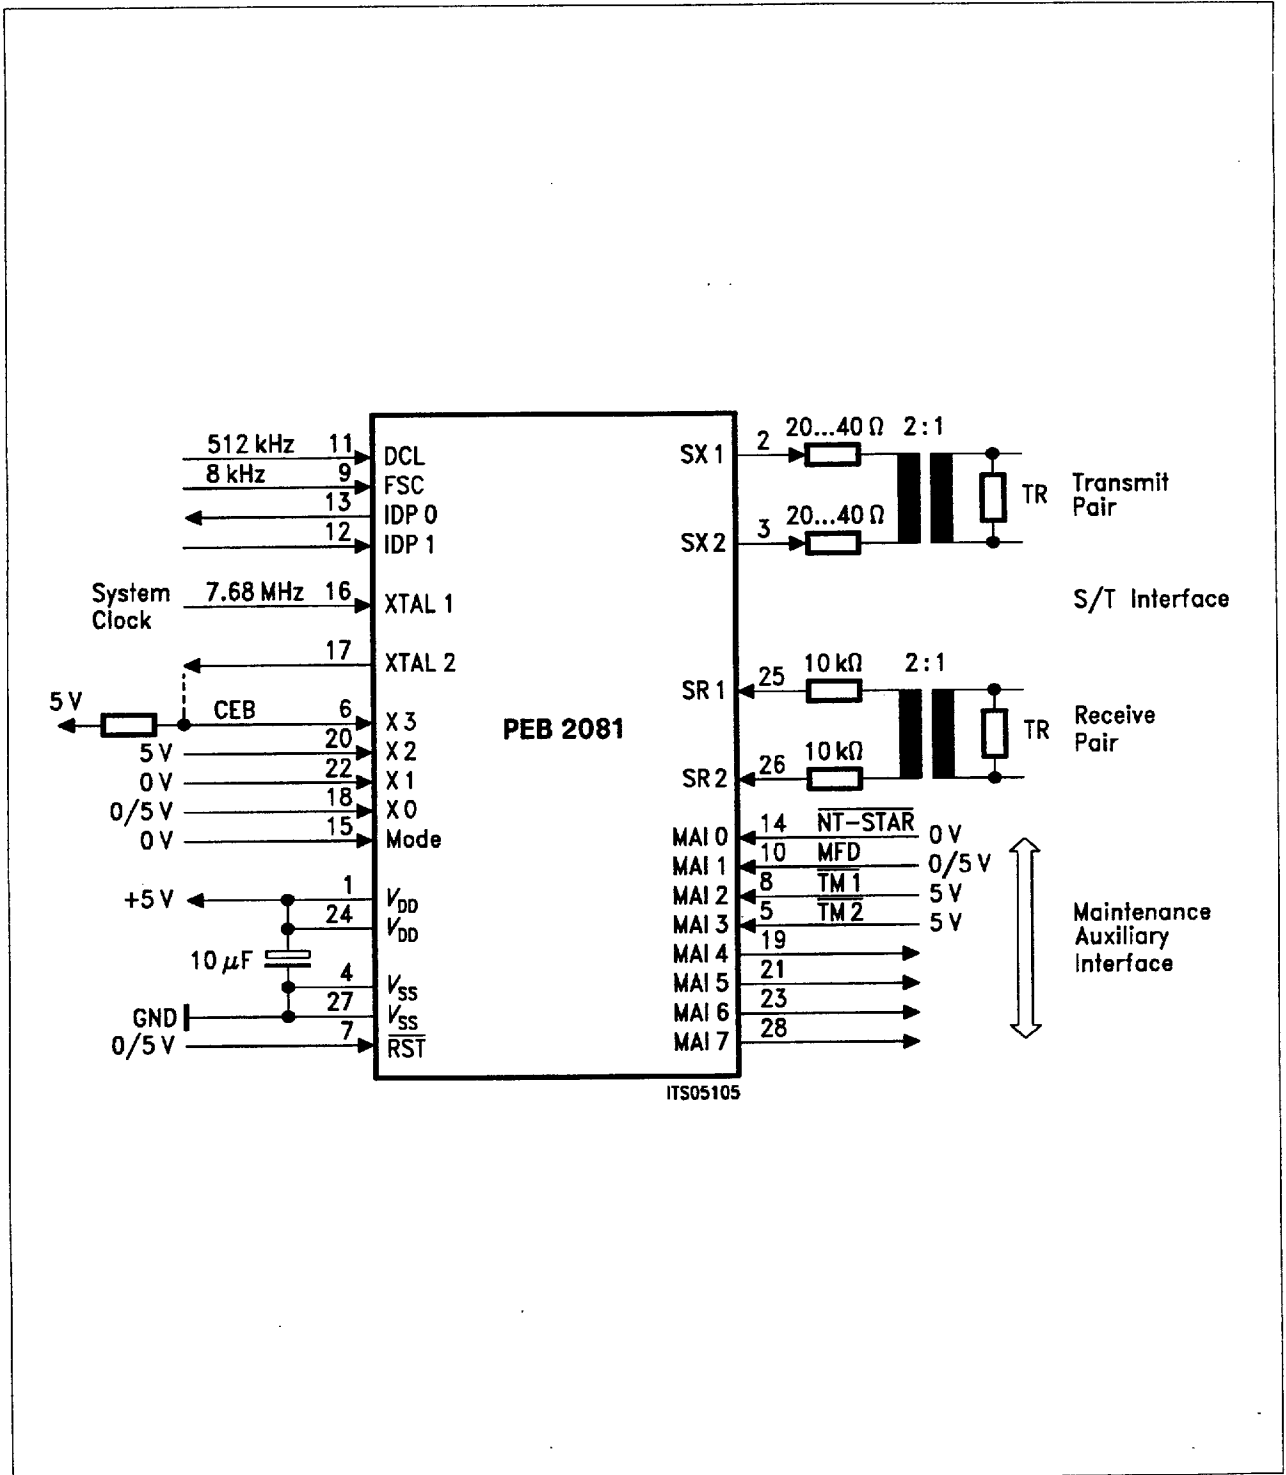 512 kHz 11 DCL
8 kHz 9 FSC
13 IDP 0
12 IDP 1
System Clock
7.68 MHz 16 XTAL 1
17 XTAL 2
5 V CEB 6 X 3
5 V 20 X 2
0 V 22 X 1
0/5 V 18 X 0
0 V 15 Mode
+5 V 1 VDD
24 VDD
10 µF
4 VSS
GND 27 VSS
0/5 V 7 RST
PEB 2081
SX 1 2 20...40 Ω 2:1
TR Transmit
Pair
SX 2 3 20...40 Ω
S/T Interface
SR 1 25 10 kΩ 2:1
TR Receive
Pair
SR 2 26 10 kΩ
MAI 0 14 NT-STAR 0 V
MAI 1 10 MFD 0/5 V
MAI 2 8 TM 1 5 V
MAI 3 5 TM 2 5 V
MAI 4 19
MAI 5 21
MAI 6 23
MAI 7 28
Maintenance
Auxiliary
Interface
ITS05105